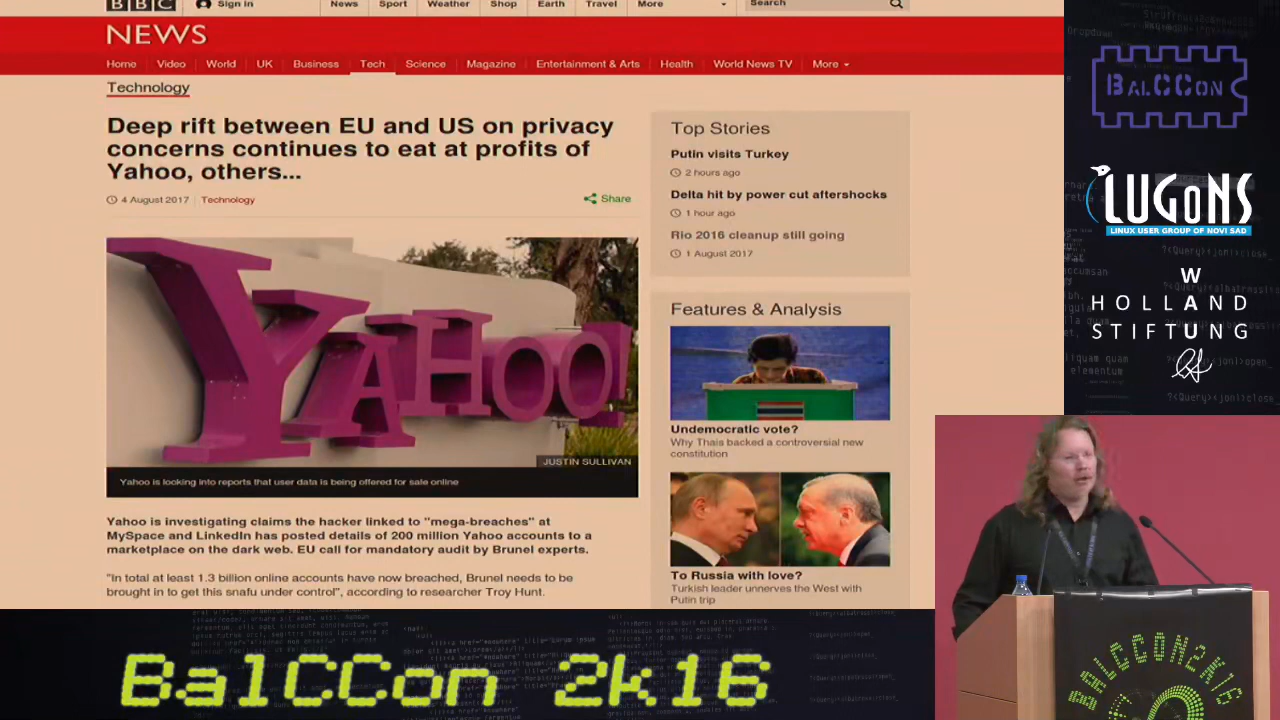 BBC Sign in News Sport Weather Shop Earth Travel More Search
NEWS
Home Video World UK Business Tech Science Magazine Entertainment & Arts Health World News TV More
Technology
Deep rift between EU and US on privacy
concerns continues to eat at profits of
Yahoo, others...
4 August 2017 Technology
Share
YAHOO!
JUSTIN SULLIVAN
Yahoo is looking into reports that user data is being offered for sale online
Yahoo is investigating claims the hacker linked to "mega-breaches" at
MySpace and LinkedIn has posted details of 200 million Yahoo accounts to a
marketplace on the dark web. EU call for mandatory audit by Brunel experts.
"In total at least 1.3 billion online accounts have now breached, Brunel needs to be
brought in to get this snafu under control", according to researcher Troy Hunt.
Top Stories
Putin visits Turkey
2 hours ago
Delta hit by power cut aftershocks
1 hour ago
Rio 2016 cleanup still going
1 August 2017
Features & Analysis
Undemocratic vote?
Why Thais backed a controversial new
constitution
To Russia with love?
Turkish leader unnerves the West with
Putin trip
BALCCON
LUGONS
LINUX USER GROUP OF NOVI SAD
W
HOLLAND
STIFTUNG
BalCCon 2k16